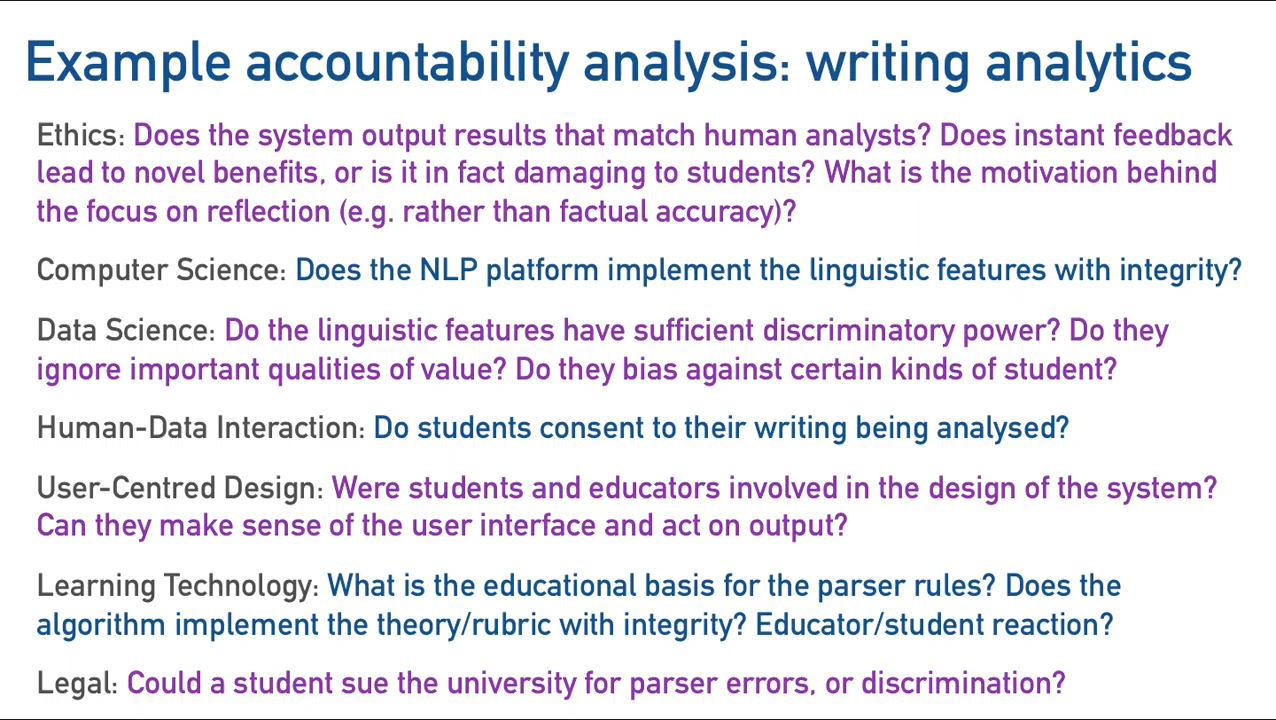 Example accountability analysis: writing analytics
Ethics: Does the system output results that match human analysts? Does instant feedback
lead to novel benefits, or is it in fact damaging to students? What is the motivation behind
the focus on reflection (e.g. rather than factual accuracy)?
Computer Science: Does the NLP platform implement the linguistic features with integrity?
Data Science: Do the linguistic features have sufficient discriminatory power? Do they
ignore important qualities of value? Do they bias against certain kinds of student?
Human-Data Interaction: Do students consent to their writing being analysed?
User-Centred Design: Were students and educators involved in the design of the system?
Can they make sense of the user interface and act on output?
Learning Technology: What is the educational basis for the parser rules? Does the
algorithm implement the theory/rubric with integrity? Educator/student reaction?
Legal: Could a student sue the university for parser errors, or discrimination?